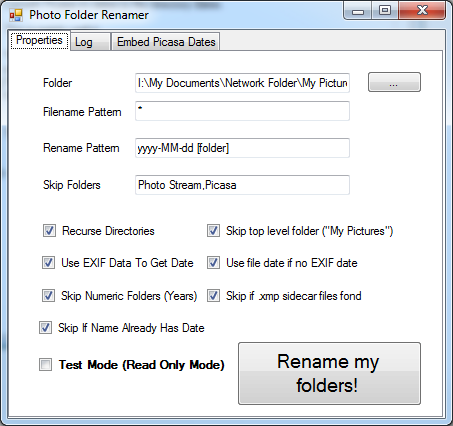 Photo Folder Renamer
Properties Log Embed Picasa Dates
Folder I:\My Documents\Network Folder\My Pictur ...
Filename Pattern *
Rename Pattern yyyy-MM-dd [folder]
Skip Folders Photo Stream,Picasa
Recurse Directories Skip top level folder ("My Pictures")
Use EXIF Data To Get Date Use file date if no EXIF date
Skip Numeric Folders (Years) Skip if .xmp sidecar files fond
Skip If Name Already Has Date
Test Mode (Read Only Mode)
Rename my
folders!